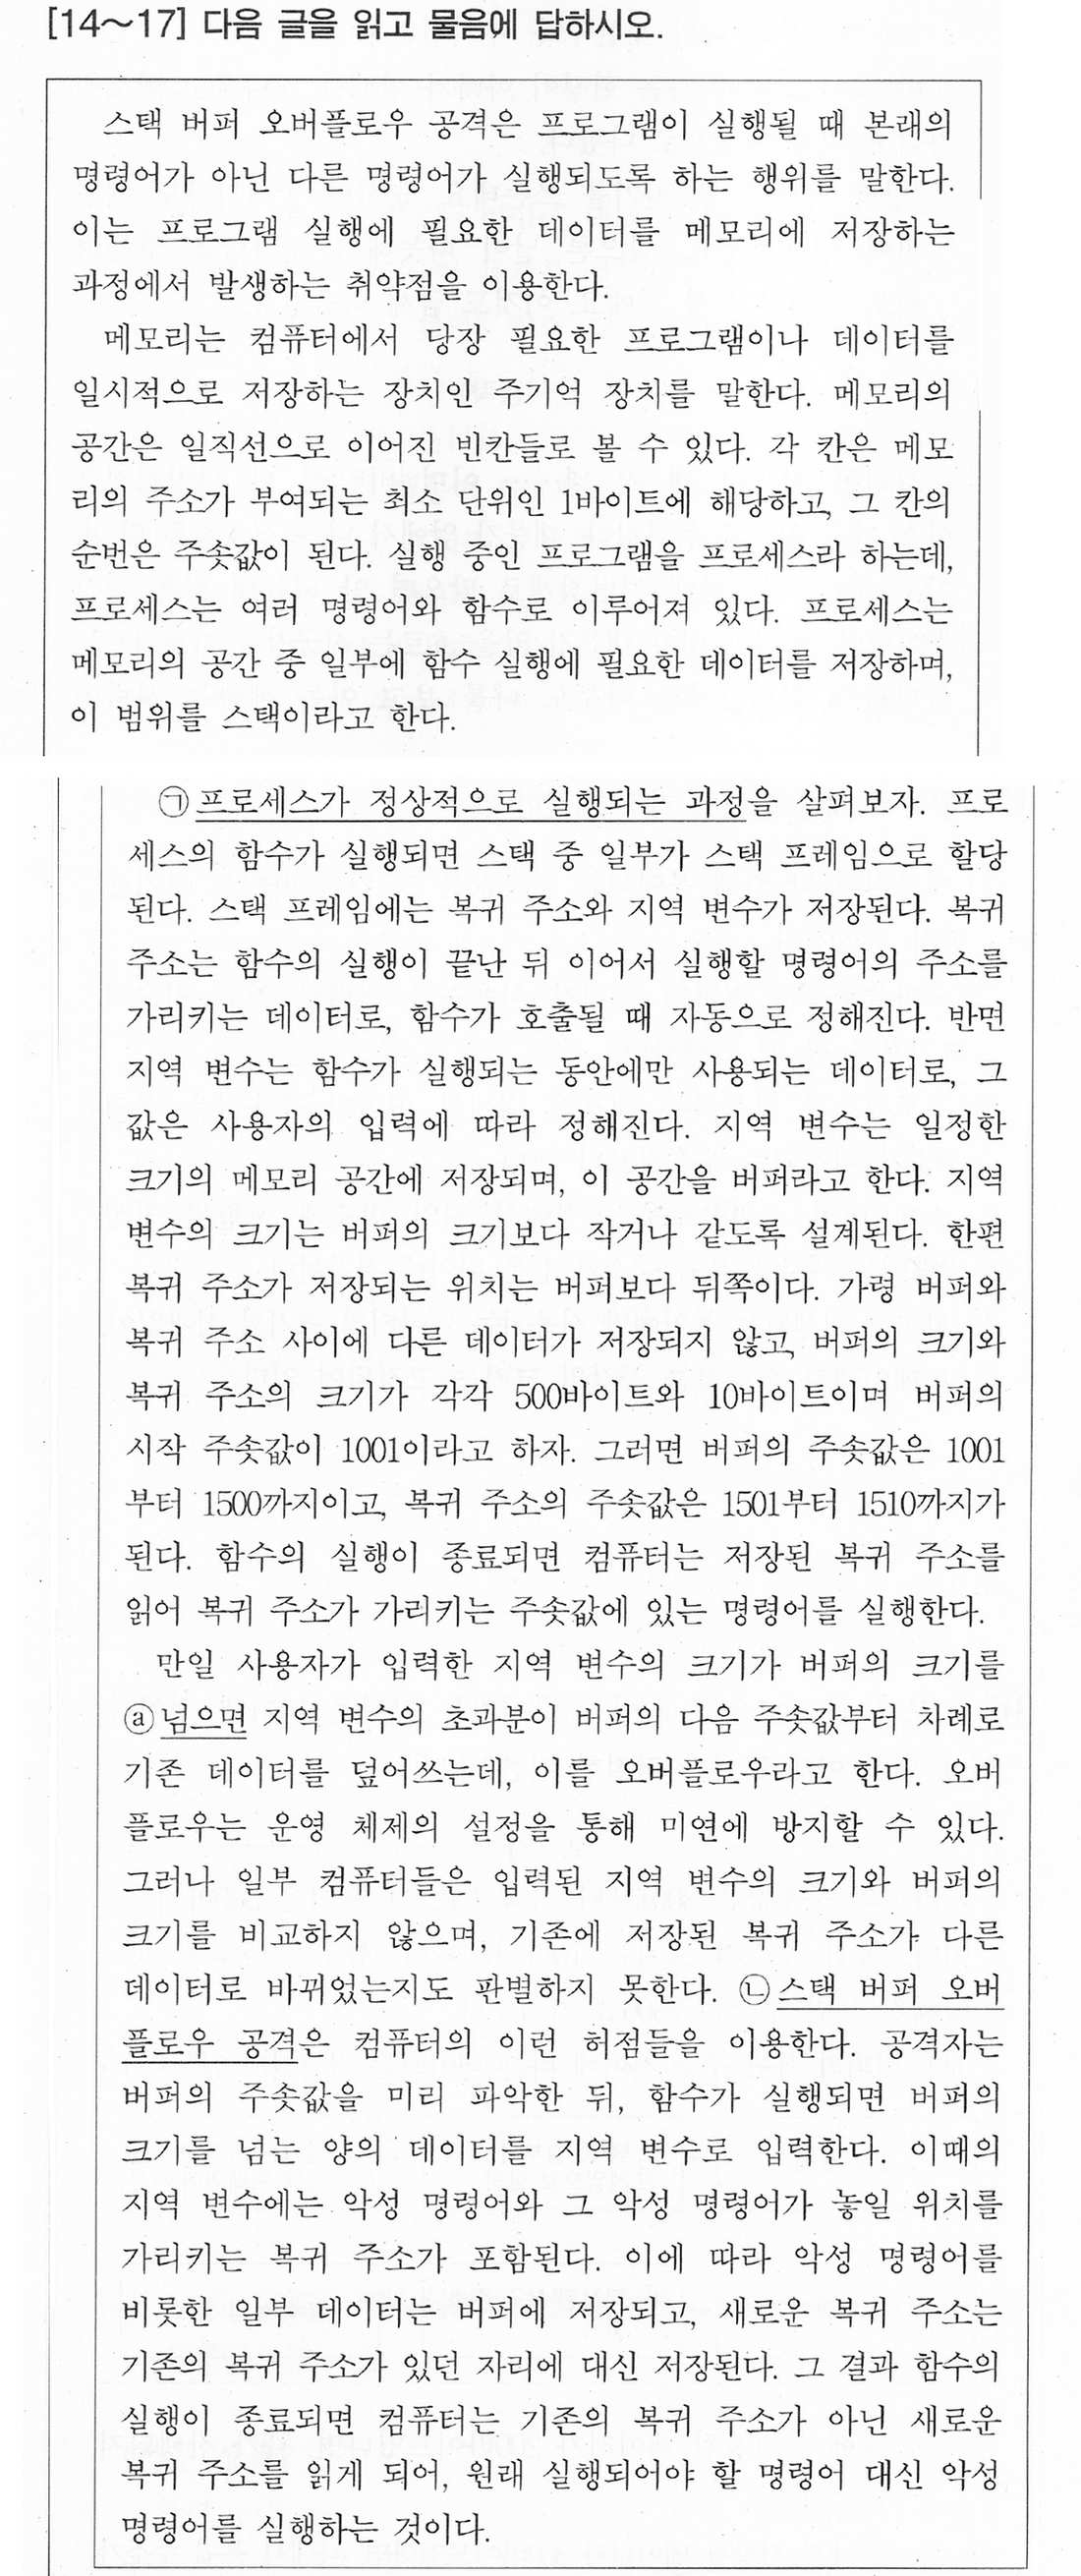 [14～17] 다음 글을 읽고 물음에 답하시오.
스택 버퍼 오버플로우 공격은 프로그램이 실행될 때 본래의
명령어가 아닌 다른 명령어가 실행되도록 하는 행위를 말한다.
이는 프로그램 실행에 필요한 데이터를 메모리에 저장하는
과정에서 발생하는 취약점을 이용한다.
메모리는 컴퓨터에서 당장 필요한 프로그램이나 데이터를
일시적으로 저장하는 장치인 주기억 장치를 말한다. 메모리의
공간은 일직선으로 이어진 빈칸들로 볼 수 있다. 각 칸은 메모
리의 주소가 부여되는 최소 단위인 1바이트에 해당하고, 그 칸의
순번은 주솟값이 된다. 실행 중인 프로그램을 프로세스라 하는데,
프로세스는 여러 명령어와 함수로 이루어져 있다. 프로세스는
메모리의 공간 중 일부에 함수 실행에 필요한 데이터를 저장하며,
이 범위를 스택이라고 한다.
㉠프로세스가 정상적으로 실행되는 과정을 살펴보자. 프로
세스의 함수가 실행되면 스택 중 일부가 스택 프레임으로 할당
된다. 스택 프레임에는 복귀 주소와 지역 변수가 저장된다. 복귀
주소는 함수의 실행이 끝난 뒤 이어서 실행할 명령어의 주소를
가리키는 데이터로, 함수가 호출될 때 자동으로 정해진다. 반면
지역 변수는 함수가 실행되는 동안에만 사용되는 데이터로, 그
값은 사용자의 입력에 따라 정해진다. 지역 변수는 일정한
크기의 메모리 공간에 저장되며, 이 공간을 버퍼라고 한다. 지역
변수의 크기는 버퍼의 크기보다 작거나 같도록 설계된다. 한편
복귀 주소가 저장되는 위치는 버퍼보다 뒤쪽이다. 가령 버퍼와
복귀 주소 사이에 다른 데이터가 저장되지 않고, 버퍼의 크기와
복귀 주소의 크기가 각각 500바이트와 10바이트이며 버퍼의
시작 주솟값이 1001이라고 하자. 그러면 버퍼의 주솟값은 1001
부터 1500까지이고, 복귀 주소의 주솟값은 1501부터 1510까지가
된다. 함수의 실행이 종료되면 컴퓨터는 저장된 복귀 주소를
읽어 복귀 주소가 가리키는 주솟값에 있는 명령어를 실행한다.
만일 사용자가 입력한 지역 변수의 크기가 버퍼의 크기를
ⓐ넘으면 지역 변수의 초과분이 버퍼의 다음 주솟값부터 차례로
기존 데이터를 덮어쓰는데, 이를 오버플로우라고 한다. 오버
플로우는 운영 체제의 설정을 통해 미연에 방지할 수 있다.
그러나 일부 컴퓨터들은 입력된 지역 변수의 크기와 버퍼의
크기를 비교하지 않으며, 기존에 저장된 복귀 주소가 다른
데이터로 바뀌었는지도 판별하지 못한다. ㉡스택 버퍼 오버
플로우 공격은 컴퓨터의 이런 허점들을 이용한다. 공격자는
버퍼의 주솟값을 미리 파악한 뒤, 함수가 실행되면 버퍼의
크기를 넘는 양의 데이터를 지역 변수로 입력한다. 이때의
지역 변수에는 악성 명령어와 그 악성 명령어가 놓일 위치를
가리키는 복귀 주소가 포함된다. 이에 따라 악성 명령어를
비롯한 일부 데이터는 버퍼에 저장되고, 새로운 복귀 주소는
기존의 복귀 주소가 있던 자리에 대신 저장된다. 그 결과 함수의
실행이 종료되면 컴퓨터는 기존의 복귀 주소가 아닌 새로운
복귀 주소를 읽게 되어, 원래 실행되어야 할 명령어 대신 악성
명령어를 실행하는 것이다.